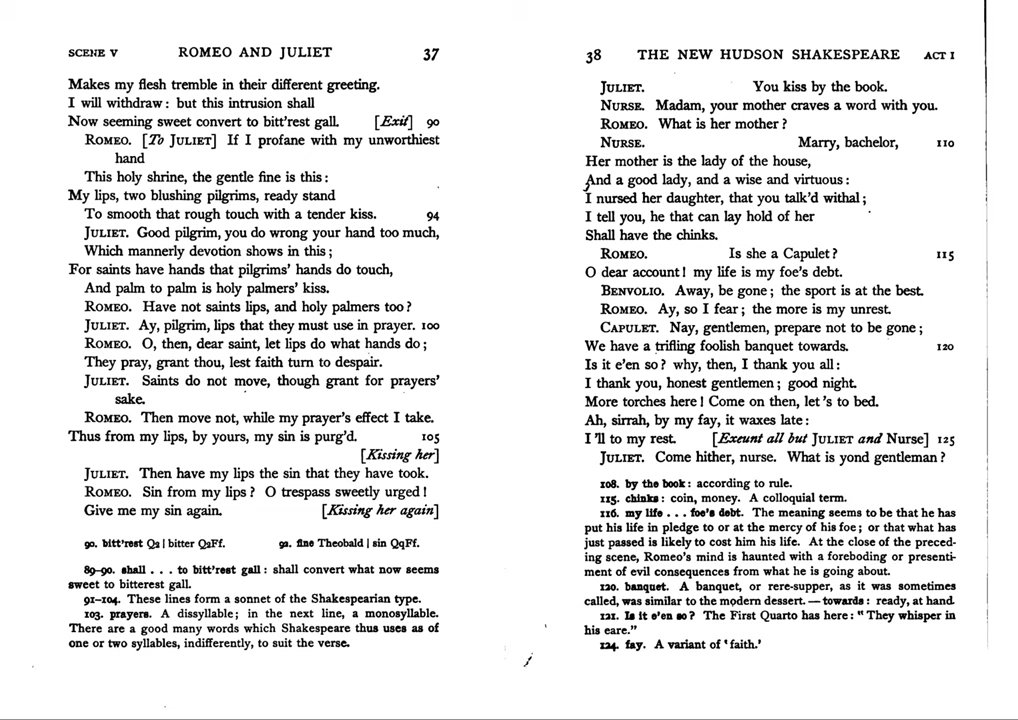 SCENE V ROMEO AND JULIET 37
Makes my flesh tremble in their different greeting.
I will withdraw: but this intrusion shall
Now seeming sweet convert to bitt'rest gall. [Exit] 90
ROMEO. [To JULIET] If I profane with my unworthiest
hand
This holy shrine, the gentle fine is this:
My lips, two blushing pilgrims, ready stand
To smooth that rough touch with a tender kiss. 94
JULIET. Good pilgrim, you do wrong your hand too much,
Which mannerly devotion shows in this;
For saints have hands that pilgrims' hands do touch,
And palm to palm is holy palmers' kiss.
ROMEO. Have not saints lips, and holy palmers too?
JULIET. Ay, pilgrim, lips that they must use in prayer. 100
ROMEO. O, then, dear saint, let lips do what hands do;
They pray, grant thou, lest faith turn to despair.
JULIET. Saints do not move, though grant for prayers'
sake.
ROMEO. Then move not, while my prayer's effect I take.
Thus from my lips, by yours, my sin is purg'd. 105
[Kissing her]
JULIET. Then have my lips the sin that they have took.
ROMEO. Sin from my lips? O trespass sweetly urged!
Give me my sin again. [Kissing her again]
90. bitt'rest Q2 | bitter Q2Ff. 92. fine Theobald | sin QqFf.
89-90. shall . . . to bitt'rest gall: shall convert what now seems
sweet to bitterest gall.
91-104. These lines form a sonnet of the Shakespearian type.
103. prayers. A dissyllable; in the next line, a monosyllable.
There are a good many words which Shakespeare thus uses as of
one or two syllables, indifferently, to suit the verse.
38 THE NEW HUDSON SHAKESPEARE ACT I
JULIET. You kiss by the book.
NURSE. Madam, your mother craves a word with you.
ROMEO. What is her mother?
NURSE. Marry, bachelor, 110
Her mother is the lady of the house,
And a good lady, and a wise and virtuous:
I nursed her daughter, that you talk'd withal;
I tell you, he that can lay hold of her
Shall have the chinks.
ROMEO. Is she a Capulet? 115
O dear account! my life is my foe's debt.
BENVOLIO. Away, be gone; the sport is at the best.
ROMEO. Ay, so I fear; the more is my unrest.
CAPULET. Nay, gentlemen, prepare not to be gone;
We have a trifling foolish banquet towards. 120
Is it e'en so? why, then, I thank you all:
I thank you, honest gentlemen; good night.
More torches here! Come on then, let's to bed.
Ah, sirrah, by my fay, it waxes late:
I'll to my rest. [Exeunt all but JULIET and Nurse] 125
JULIET. Come hither, nurse. What is yond gentleman?
108. by the book: according to rule.
115. chinks: coin, money. A colloquial term.
116. my life . . . foe's debt. The meaning seems to be that he has
put his life in pledge to or at the mercy of his foe; or that what has
just passed is likely to cost him his life. At the close of the preced-
ing scene, Romeo's mind is haunted with a foreboding or presenti-
ment of evil consequences from what he is going about.
120. banquet. A banquet, or rere-supper, as it was sometimes
called, was similar to the modern dessert. — towards: ready, at hand.
121. Is it e'en so? The First Quarto has here: "They whisper in
his eare."
124. fay. A variant of 'faith.'